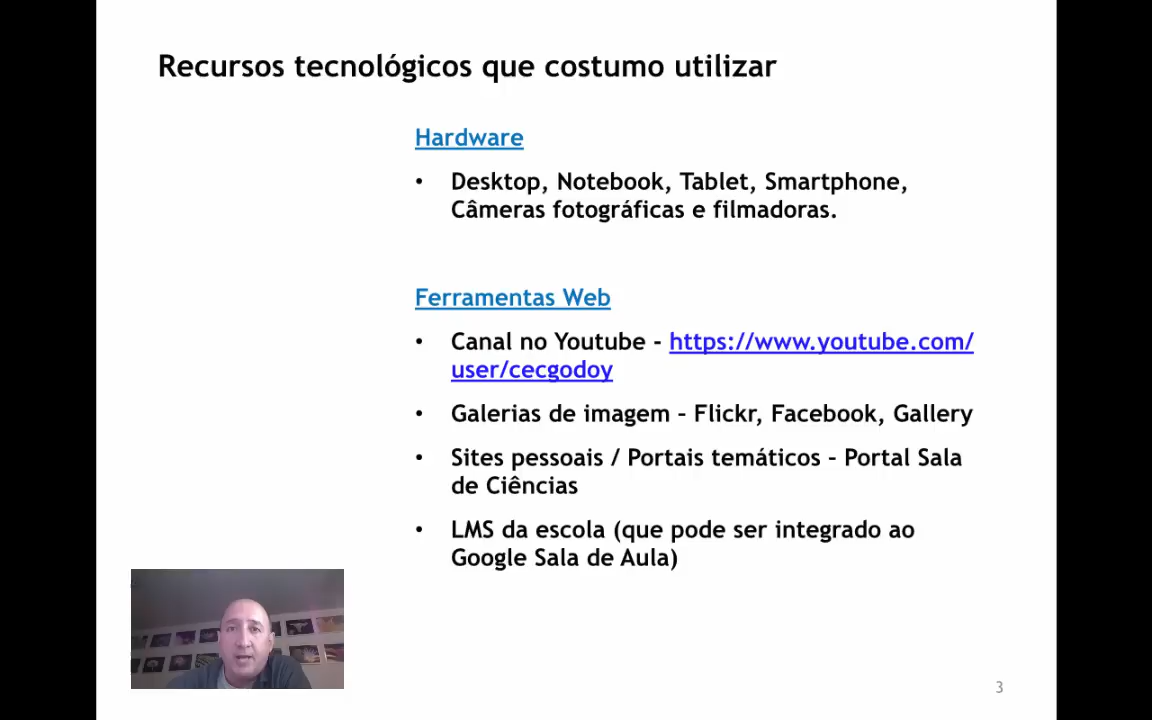 Recursos tecnológicos que costumo utilizar
Hardware
• Desktop, Notebook, Tablet, Smartphone,
Câmeras fotográficas e filmadoras.
Ferramentas Web
• Canal no Youtube - https://www.youtube.com/
user/cecgodoy
• Galerias de imagem – Flickr, Facebook, Gallery
• Sites pessoais / Portais temáticos – Portal Sala
de Ciências
• LMS da escola (que pode ser integrado ao
Google Sala de Aula)
3